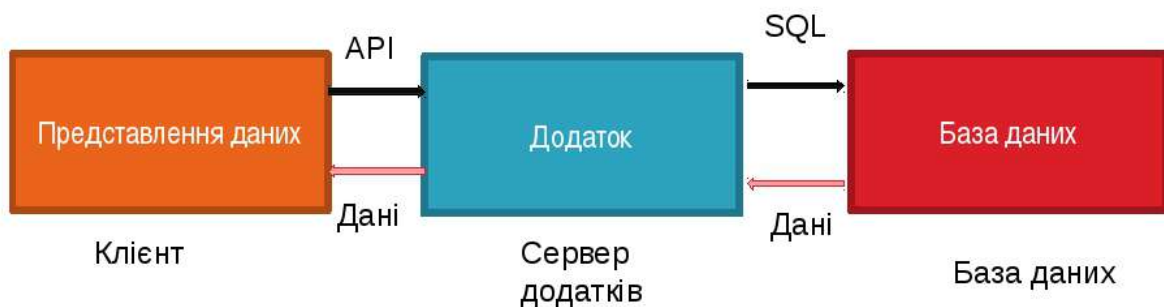 SQL
API
Представлення даних
Додаток
База даних
Дані
Дані
Клієнт
Сервер
додатків
База даних